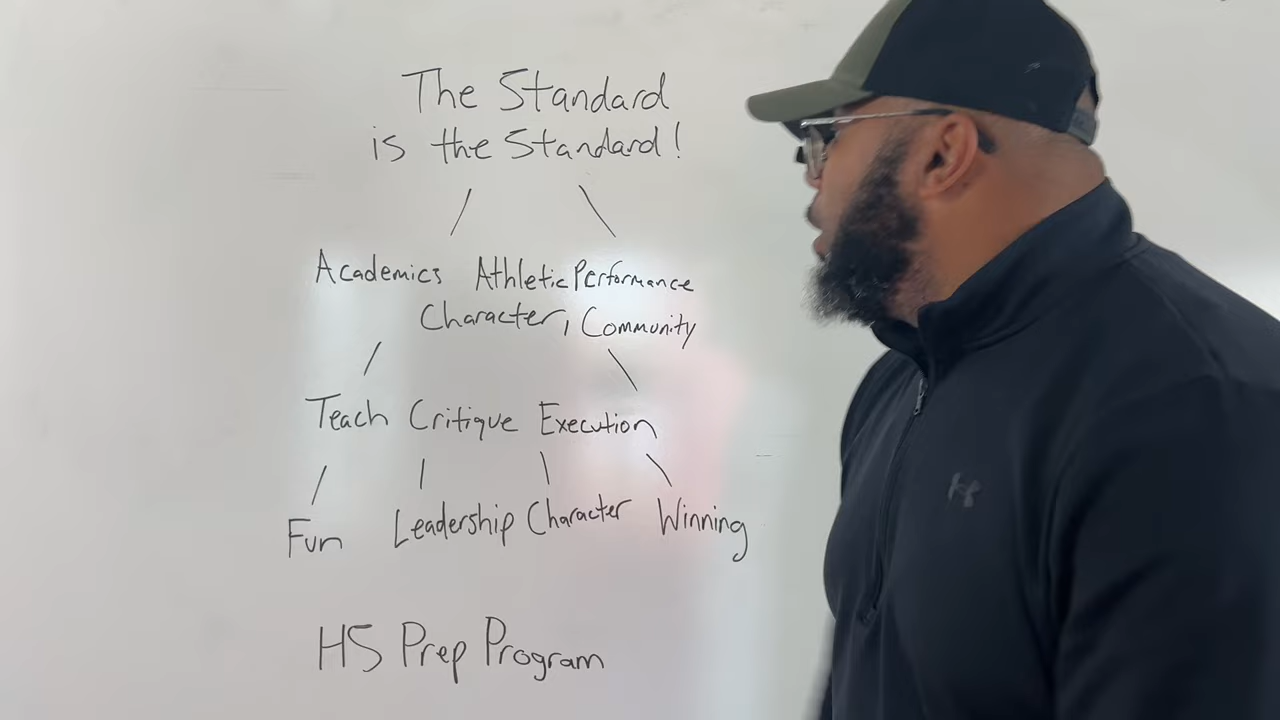 The Standard
is the Standard!
Academics Athletic Performance
Character, Community
Teach Critique Execution
Fun Leadership Character Winning
HS Prep Program